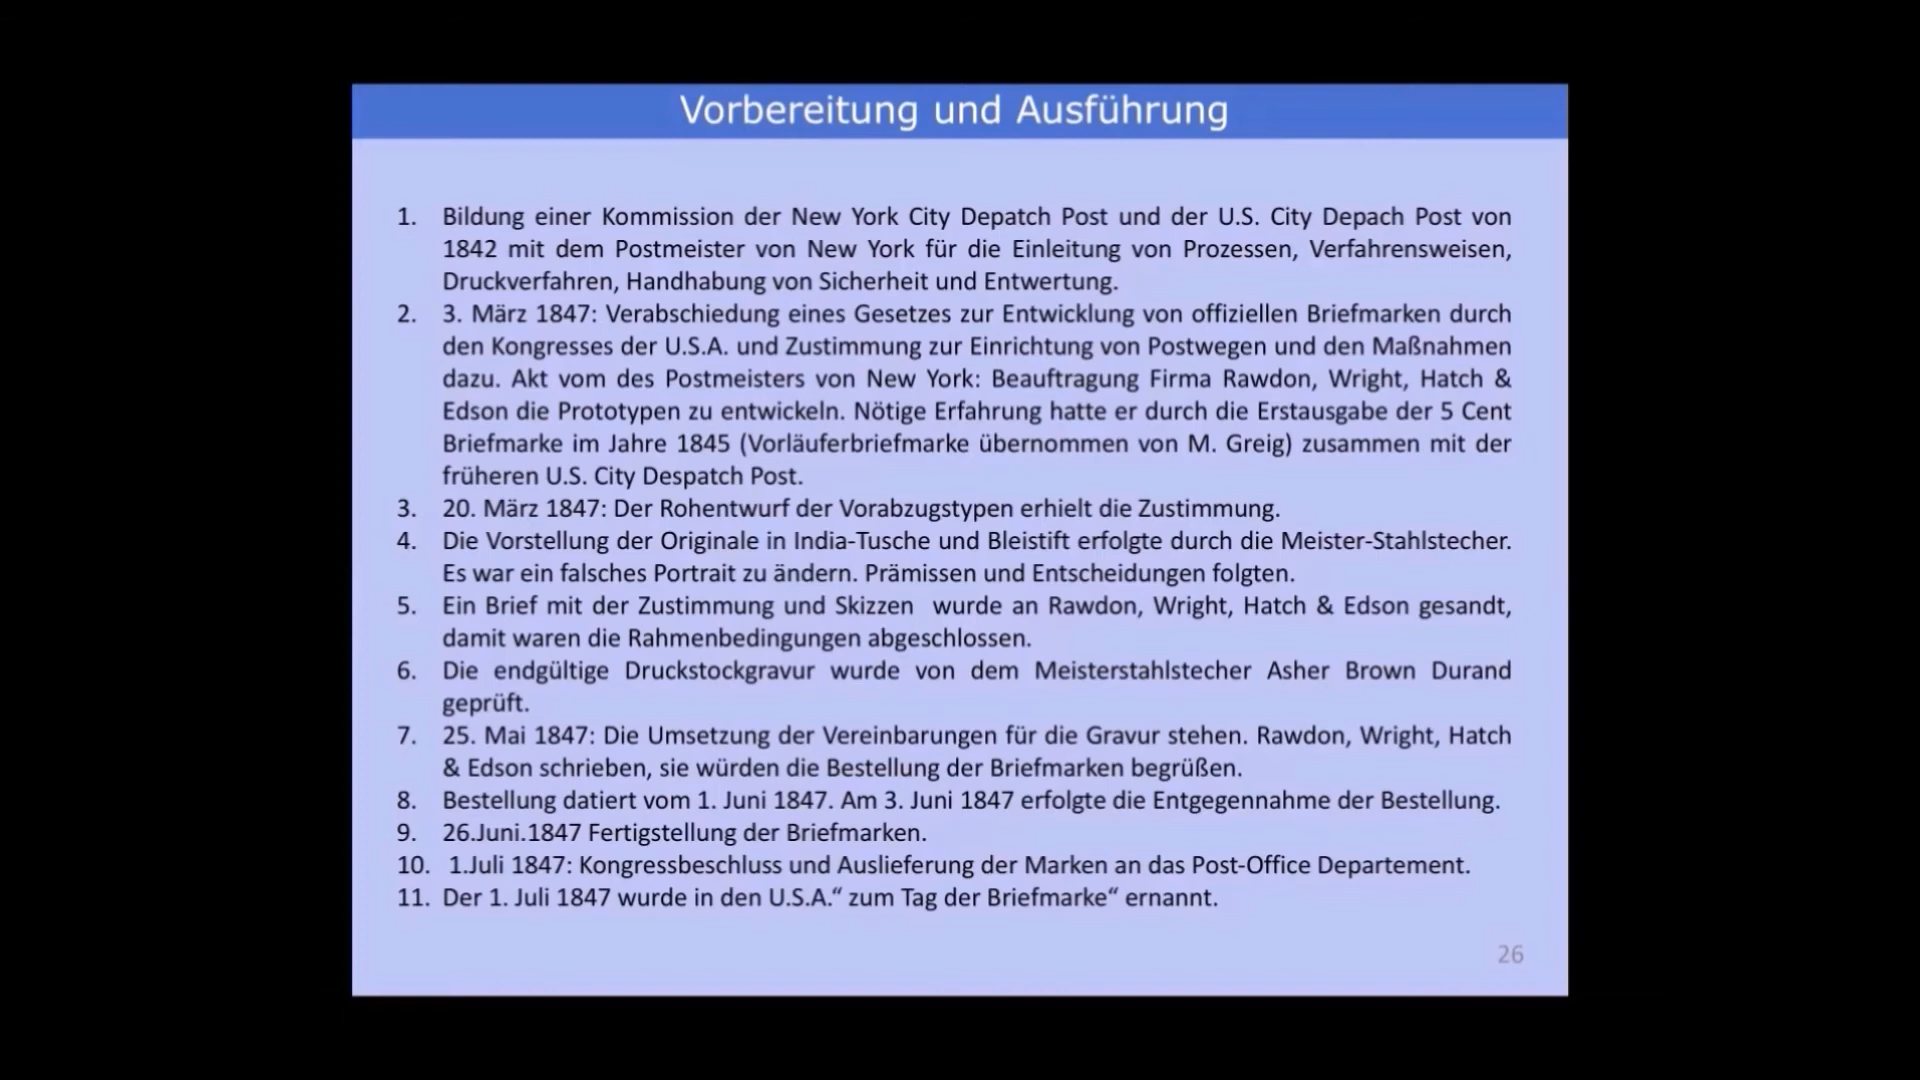 Vorbereitung und Ausführung
1. Bildung einer Kommission der New York City Depatch Post und der U.S. City Depach Post von
1842 mit dem Postmeister von New York für die Einleitung von Prozessen, Verfahrensweisen,
Druckverfahren, Handhabung von Sicherheit und Entwertung.
2. 3. März 1847: Verabschiedung eines Gesetzes zur Entwicklung von offiziellen Briefmarken durch
den Kongresses der U.S.A. und Zustimmung zur Einrichtung von Postwegen und den Maßnahmen
dazu. Akt vom des Postmeisters von New York: Beauftragung Firma Rawdon, Wright, Hatch &
Edson die Prototypen zu entwickeln. Nötige Erfahrung hatte er durch die Erstausgabe der 5 Cent
Briefmarke im Jahre 1845 (Vorläuferbriefmarke übernommen von M. Greig) zusammen mit der
früheren U.S. City Despatch Post.
3. 20. März 1847: Der Rohentwurf der Vorabzugstypen erhielt die Zustimmung.
4. Die Vorstellung der Originale in India-Tusche und Bleistift erfolgte durch die Meister-Stahlstecher.
Es war ein falsches Portrait zu ändern. Prämissen und Entscheidungen folgten.
5. Ein Brief mit der Zustimmung und Skizzen wurde an Rawdon, Wright, Hatch & Edson gesandt,
damit waren die Rahmenbedingungen abgeschlossen.
6. Die endgültige Druckstockgravur wurde von dem Meisterstahlstecher Asher Brown Durand
geprüft.
7. 25. Mai 1847: Die Umsetzung der Vereinbarungen für die Gravur stehen. Rawdon, Wright, Hatch
& Edson schrieben, sie würden die Bestellung der Briefmarken begrüßen.
8. Bestellung datiert vom 1. Juni 1847. Am 3. Juni 1847 erfolgte die Entgegennahme der Bestellung.
9. 26.Juni.1847 Fertigstellung der Briefmarken.
10. 1.Juli 1847: Kongressbeschluss und Auslieferung der Marken an das Post-Office Departement.
11. Der 1. Juli 1847 wurde in den U.S.A.“ zum Tag der Briefmarke“ ernannt.
26